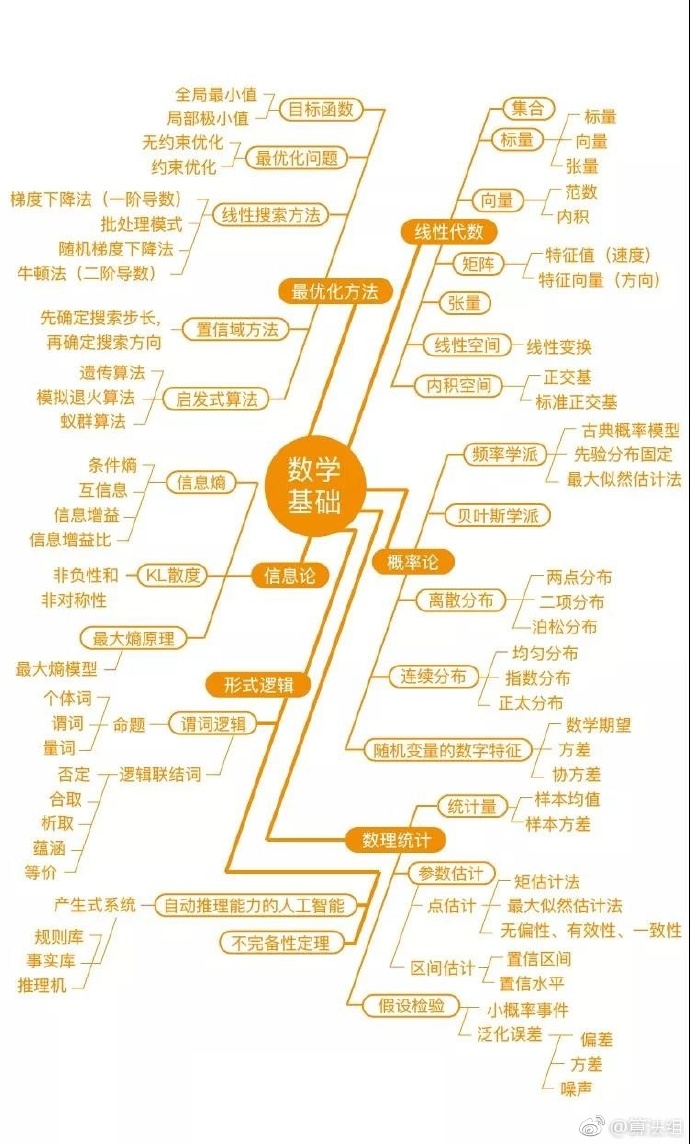 数学
基础
最优化方法
目标函数
全局最小值
局部极小值
最优化问题
无约束优化
约束优化
线性搜索方法
梯度下降法（一阶导数）
批处理模式
随机梯度下降法
牛顿法（二阶导数）
置信域方法
先确定搜索步长,
再确定搜索方向
启发式算法
遗传算法
模拟退火算法
蚁群算法
线性代数
集合
标量
标量
向量
张量
向量
范数
内积
矩阵
特征值（速度）
特征向量（方向）
张量
线性空间
线性变换
内积空间
正交基
标准正交基
信息论
信息熵
条件熵
互信息
信息增益
信息增益比
KL散度
非负性和
非对称性
最大熵原理
最大熵模型
概率论
频率学派
古典概率模型
先验分布固定
最大似然估计法
贝叶斯学派
离散分布
两点分布
二项分布
泊松分布
连续分布
均匀分布
指数分布
正太分布
随机变量的数字特征
数学期望
方差
协方差
形式逻辑
谓词逻辑
命题
个体词
谓词
量词
逻辑联结词
否定
合取
析取
蕴涵
等价
自动推理能力的人工智能
产生式系统
规则库
事实库
推理机
不完备性定理
数理统计
统计量
样本均值
样本方差
参数估计
点估计
矩估计法
最大似然估计法
无偏性、有效性、一致性
区间估计
置信区间
置信水平
假设检验
小概率事件
泛化误差
偏差
方差
噪声
@算法组